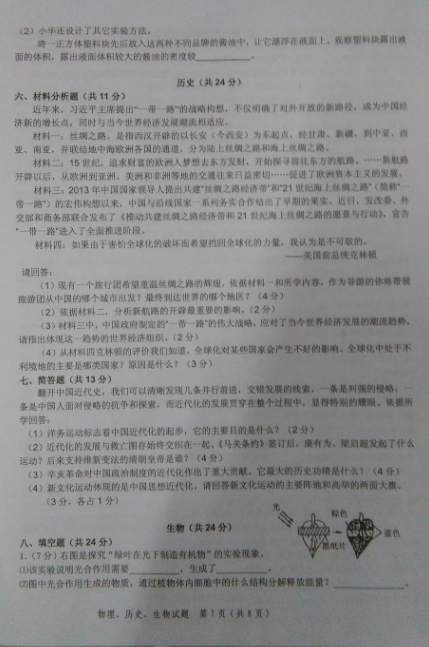 （2）小华还设计了其它实验方法。
将一正方体塑料块先后放入这两种不同品牌的酱油中，让它漂浮在液面上，观察塑料块露出液
面的体积，露出液面体积较大的酱油的密度较________。
历史（共24分）
六、材料分析题（共11分）
近年来，习近平主席提出"一带一路"的战略构想，不仅明确了对外开放的新路径，成为中国经
济新的增长点，同时与当今世界经济发展潮流相适应。
材料一：丝绸之路，是指西汉开辟的以长安（今西安）为东起点，经甘肃、新疆，到中亚、西
亚、南亚，并联结地中海欧洲各国的通道，分为陆上丝绸之路和海上丝绸之路。
材料二：15世纪，追求财富的欧洲人梦想去东方发财，开始探寻前往东方的航路，……新航路
开辟以后，从欧洲到亚洲、美洲和非洲等地的交通往来日益密切……促进了欧洲资本主义的发展。
材料三：2013年中国国家领导人提出共建"丝绸之路经济带"和"21世纪海上丝绸之路"（简称"一
带一路"）的宏伟构想以来，中国与沿线国家一系列务实合作结出了早期的果实。近日，发改委、外
交部和商务部联合发布了《推动共建丝绸之路经济带和21世纪海上丝绸之路的愿景与行动》，宣告
"一带一路"进入了全面推进阶段。
材料四：如果由于害怕全球化的破坏而希望挡回全球化的力量，我认为是不可取的。
——美国前总统克林顿
请回答：
（1）现有一个旅行团希望重温丝绸之路的辉煌，依据材料一和所学内容，作为导游的你将带领
旅游团从中国的哪个城市出发？最终到达世界的哪个地区？（4分）
（2）依据材料二，分析新航路的开辟最重要的影响。（2分）
（3）材料三中，中国政府制定的"一带一路"的伟大战略，应对了当今世界经济发展的潮流趋势，
请指出体现这一趋势的世界经济组织。（2分）
（4）从材料四克林顿的评价我们知道，全球化对某些国家会产生不好的影响，全球化中处于不
利境地的主要是哪类国家？原因是什么？（3分）
七、简答题（共13分）
翻开中国近代史，我们可以清晰发现几条并行前进、交错发展的线索。一条是列强的侵略；一
条是中国人面对侵略的抗争和探索，而近代化的发展贯穿在整个过程中，显得特别的耀眼。依据所
学回答：
（1）洋务运动标志着中国近代化的起步，它的主要目的是什么？（2分）
（2）近代化的发展与救亡图存始终交织在一起，《马关条约》签订后，康有为、梁启超发起了什么
运动？后来支持维新变法的清朝皇帝是谁？（4分）
（3）辛亥革命对中国政治制度的近代化作出了重大贡献，它最大的历史功绩是什么？（4分）
（4）新文化运动体现的是中国思想近代化，请回答新文化运动的主要阵地和高举的两面大旗。
（3分，各占1分）
生物（共24分）
光
棕色
蓝色
黑纸片
八、填空题（共24分）
1.（7分）右图是探究"绿叶在光下制造有机物"的实验现象。
⑴该实验说明光合作用需要________，生成了________。
⑵图中光合作用生成的物质，通过植物体内细胞中的什么结构分解释放能量？________。
物理、历史、生物试题 第7页（共8页）